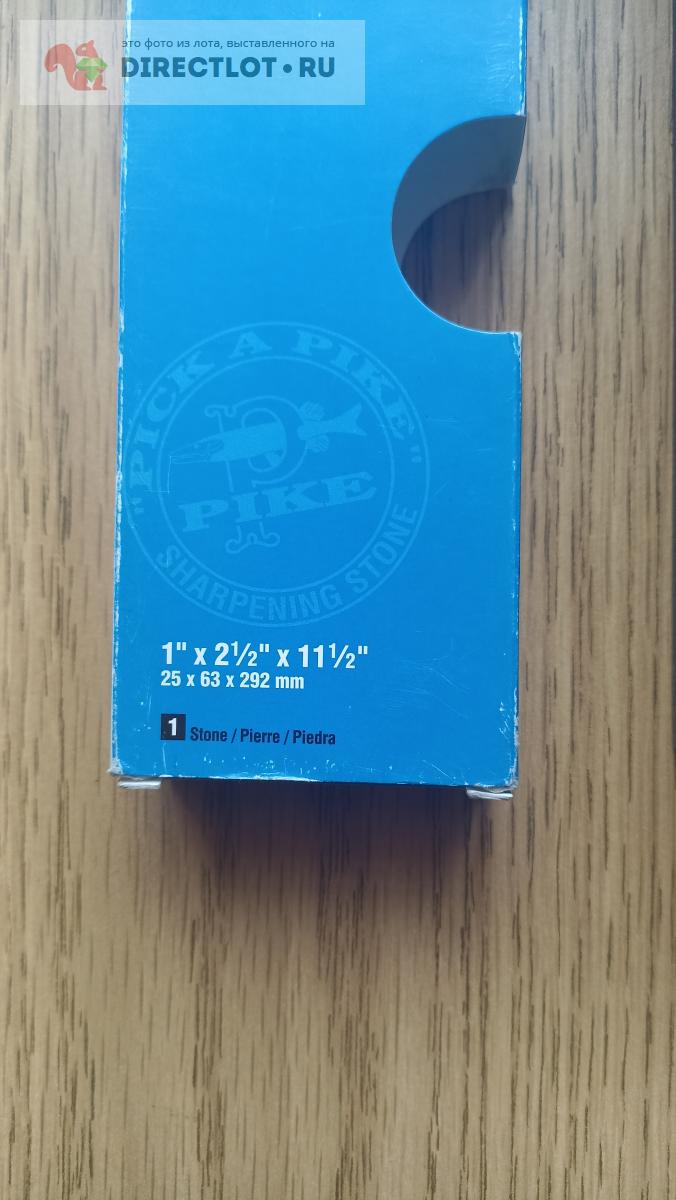 это фото из лота, выставленного на
DIRECTLOT•RU
"PICK A PIKE"
P
PIKE
SHARPENING STONE
1" x 2½" x 11½"
25 x 63 x 292 mm
1 Stone / Pierre / Piedra